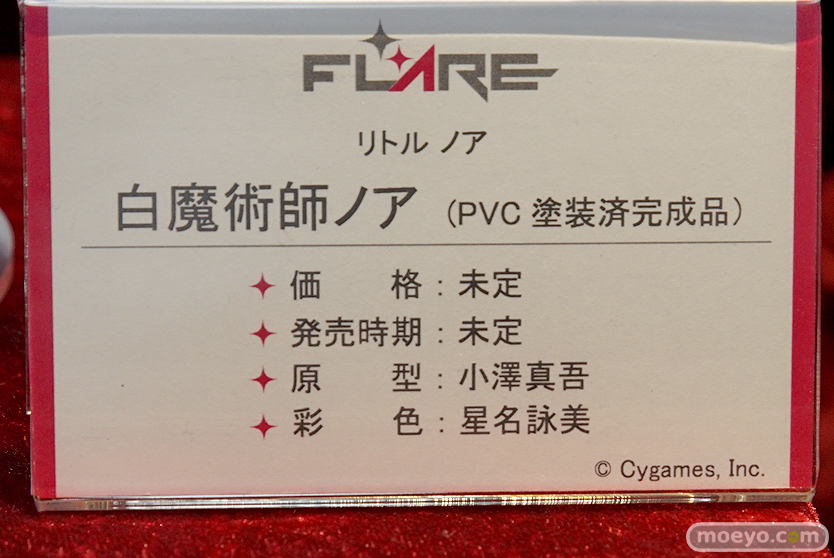 FLARE
リトル ノア
白魔術師ノア (PVC 塗装済完成品)
価 格：未定
発売時期：未定
原 型：小澤真吾
彩 色：星名詠美
© Cygames, Inc.
moeyo.com